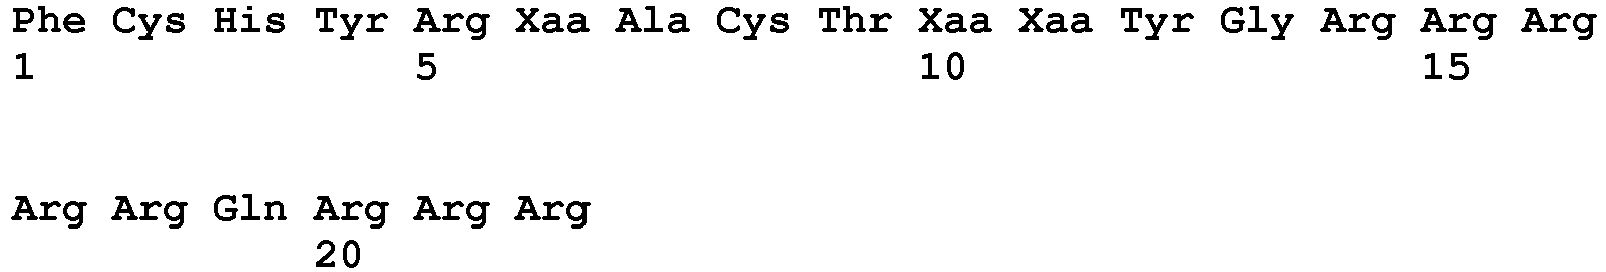 Phe Cys His Tyr Arg Xaa Ala Cys Thr Xaa Xaa Tyr Gly Arg Arg Arg
1 5 10 15
Arg Arg Gln Arg Arg Arg
20